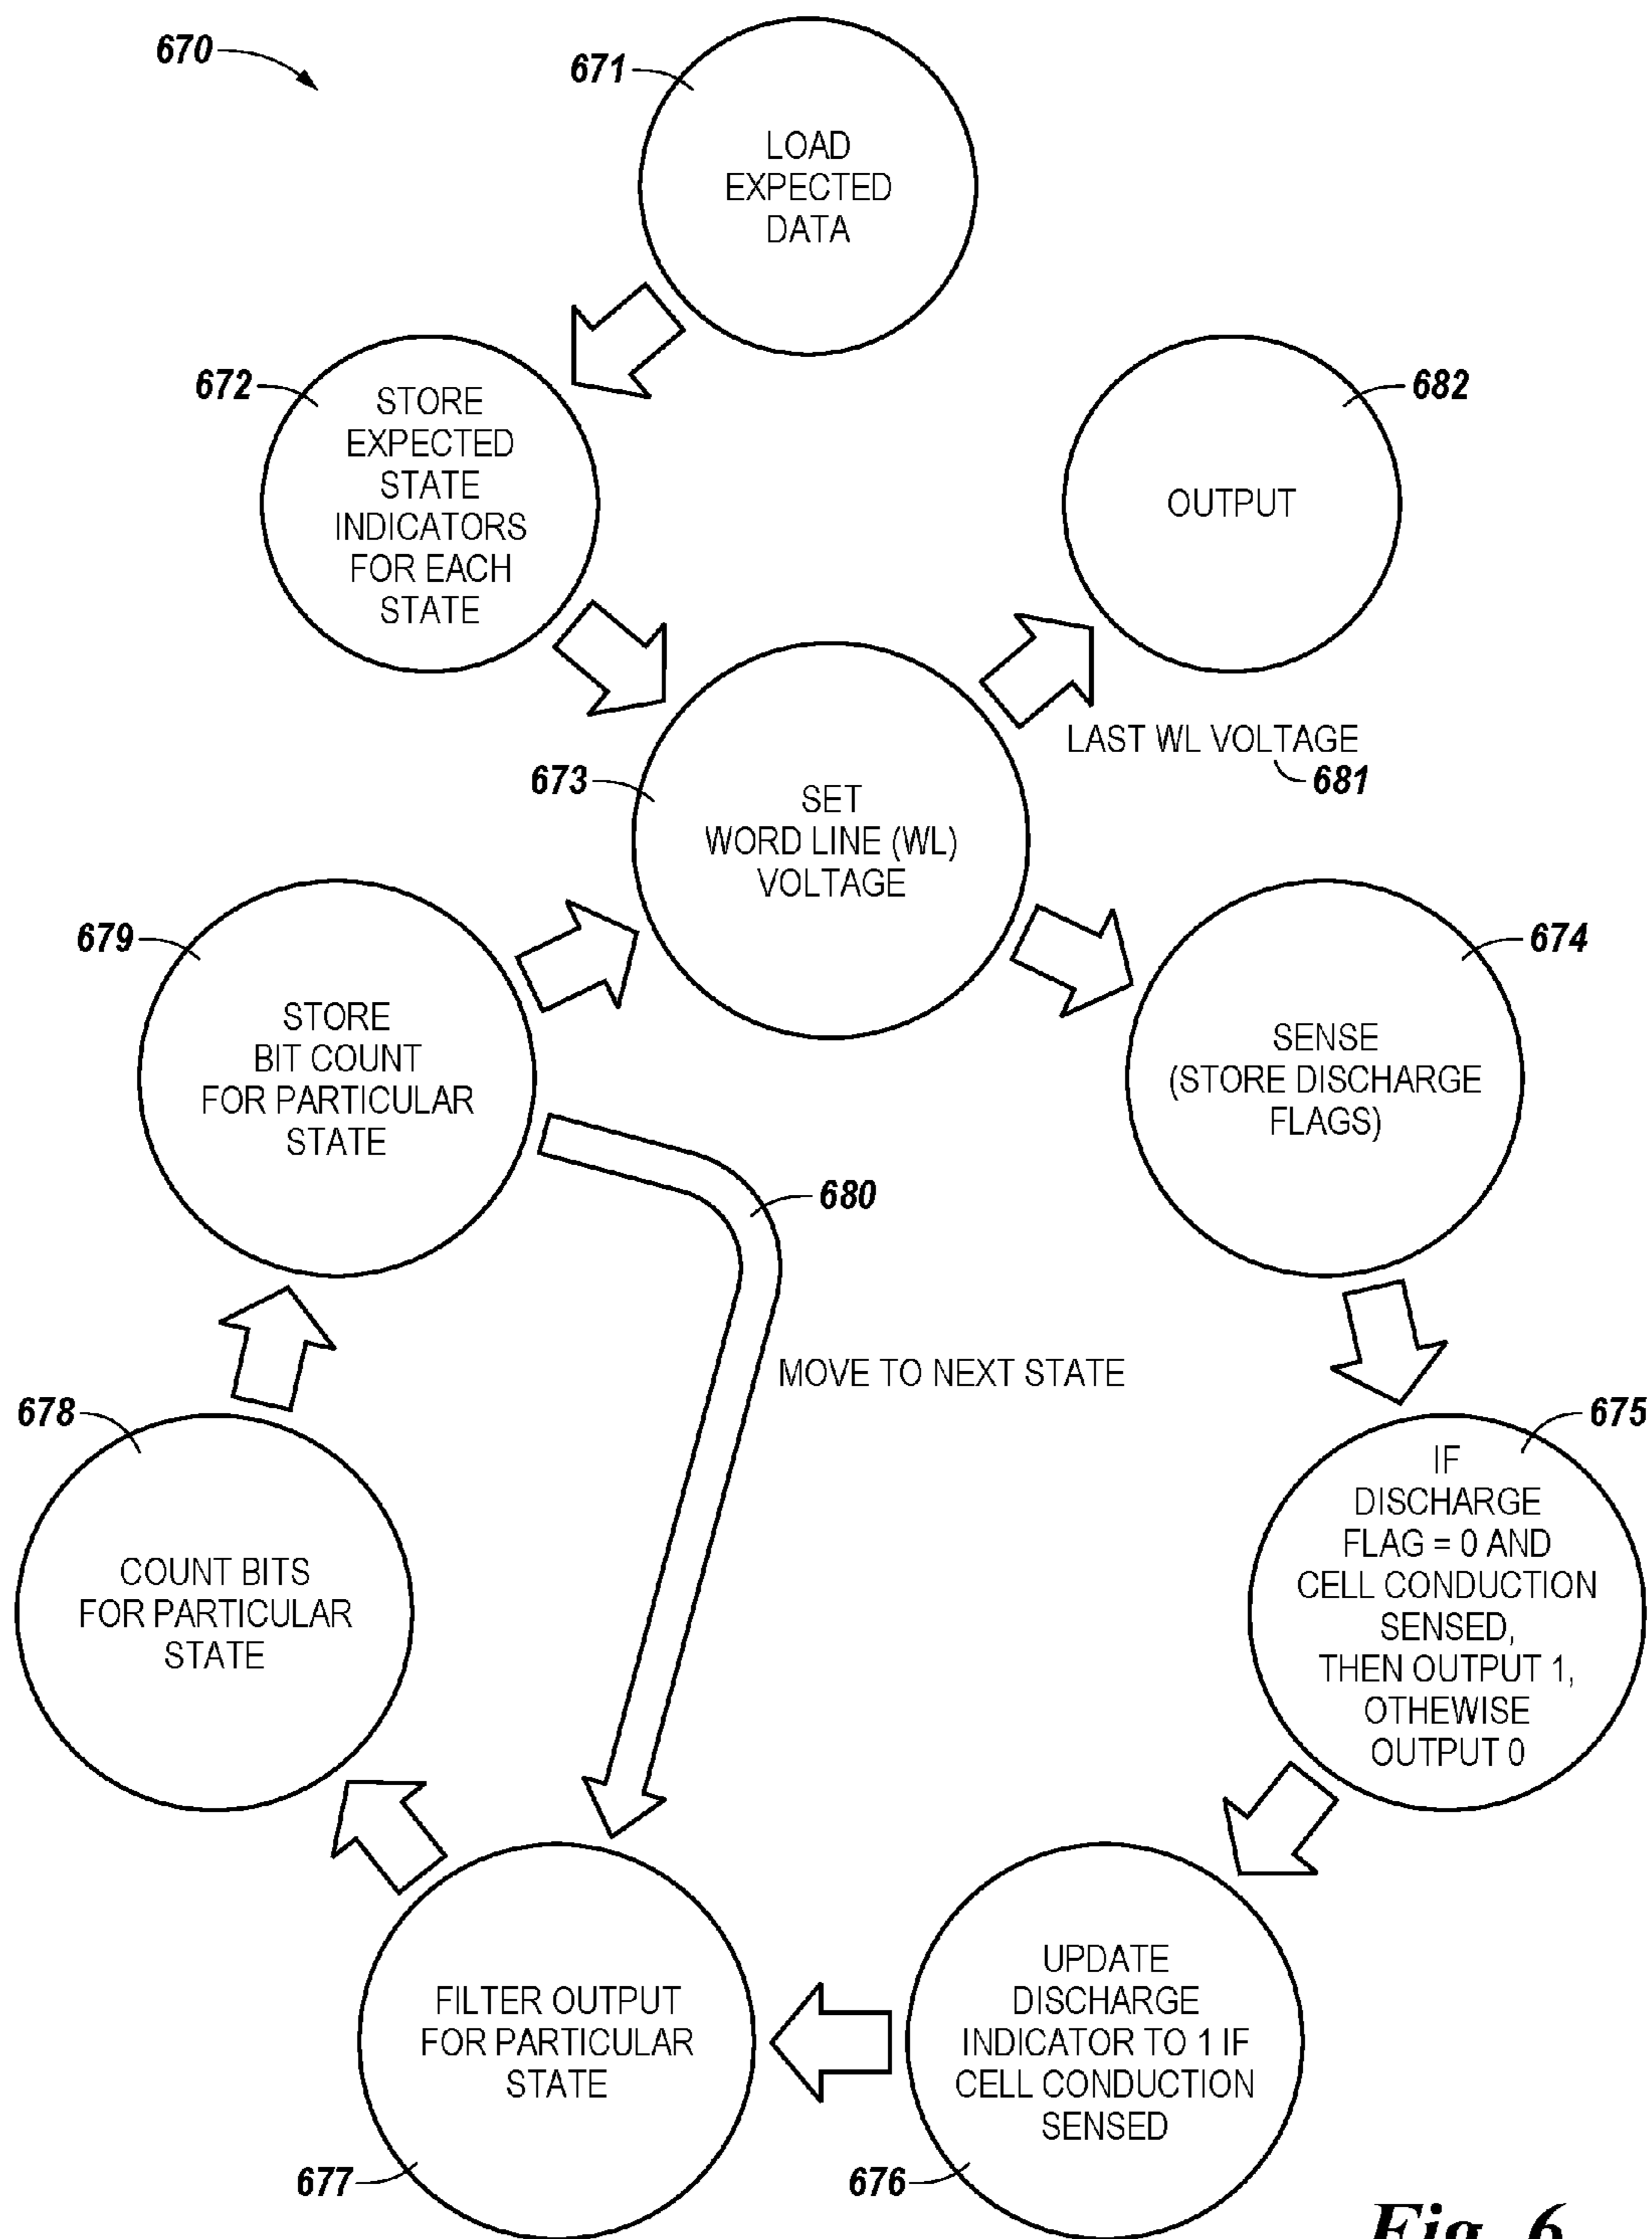 670
671
LOAD
EXPECTED
DATA
672
STORE
EXPECTED
STATE
INDICATORS
FOR EACH
STATE
682
OUTPUT
LAST WL VOLTAGE
681
673
SET
WORD LINE (WL)
VOLTAGE
679
STORE
BIT COUNT
FOR PARTICULAR
STATE
674
SENSE
(STORE DISCHARGE
FLAGS)
680
MOVE TO NEXT STATE
678
COUNT BITS
FOR PARTICULAR
STATE
675
IF
DISCHARGE
FLAG = 0 AND
CELL CONDUCTION
SENSED,
THEN OUTPUT 1,
OTHEWISE
OUTPUT 0
FILTER OUTPUT
FOR PARTICULAR
STATE
677
UPDATE
DISCHARGE
INDICATOR TO 1 IF
CELL CONDUCTION
SENSED
676
Fig. 6